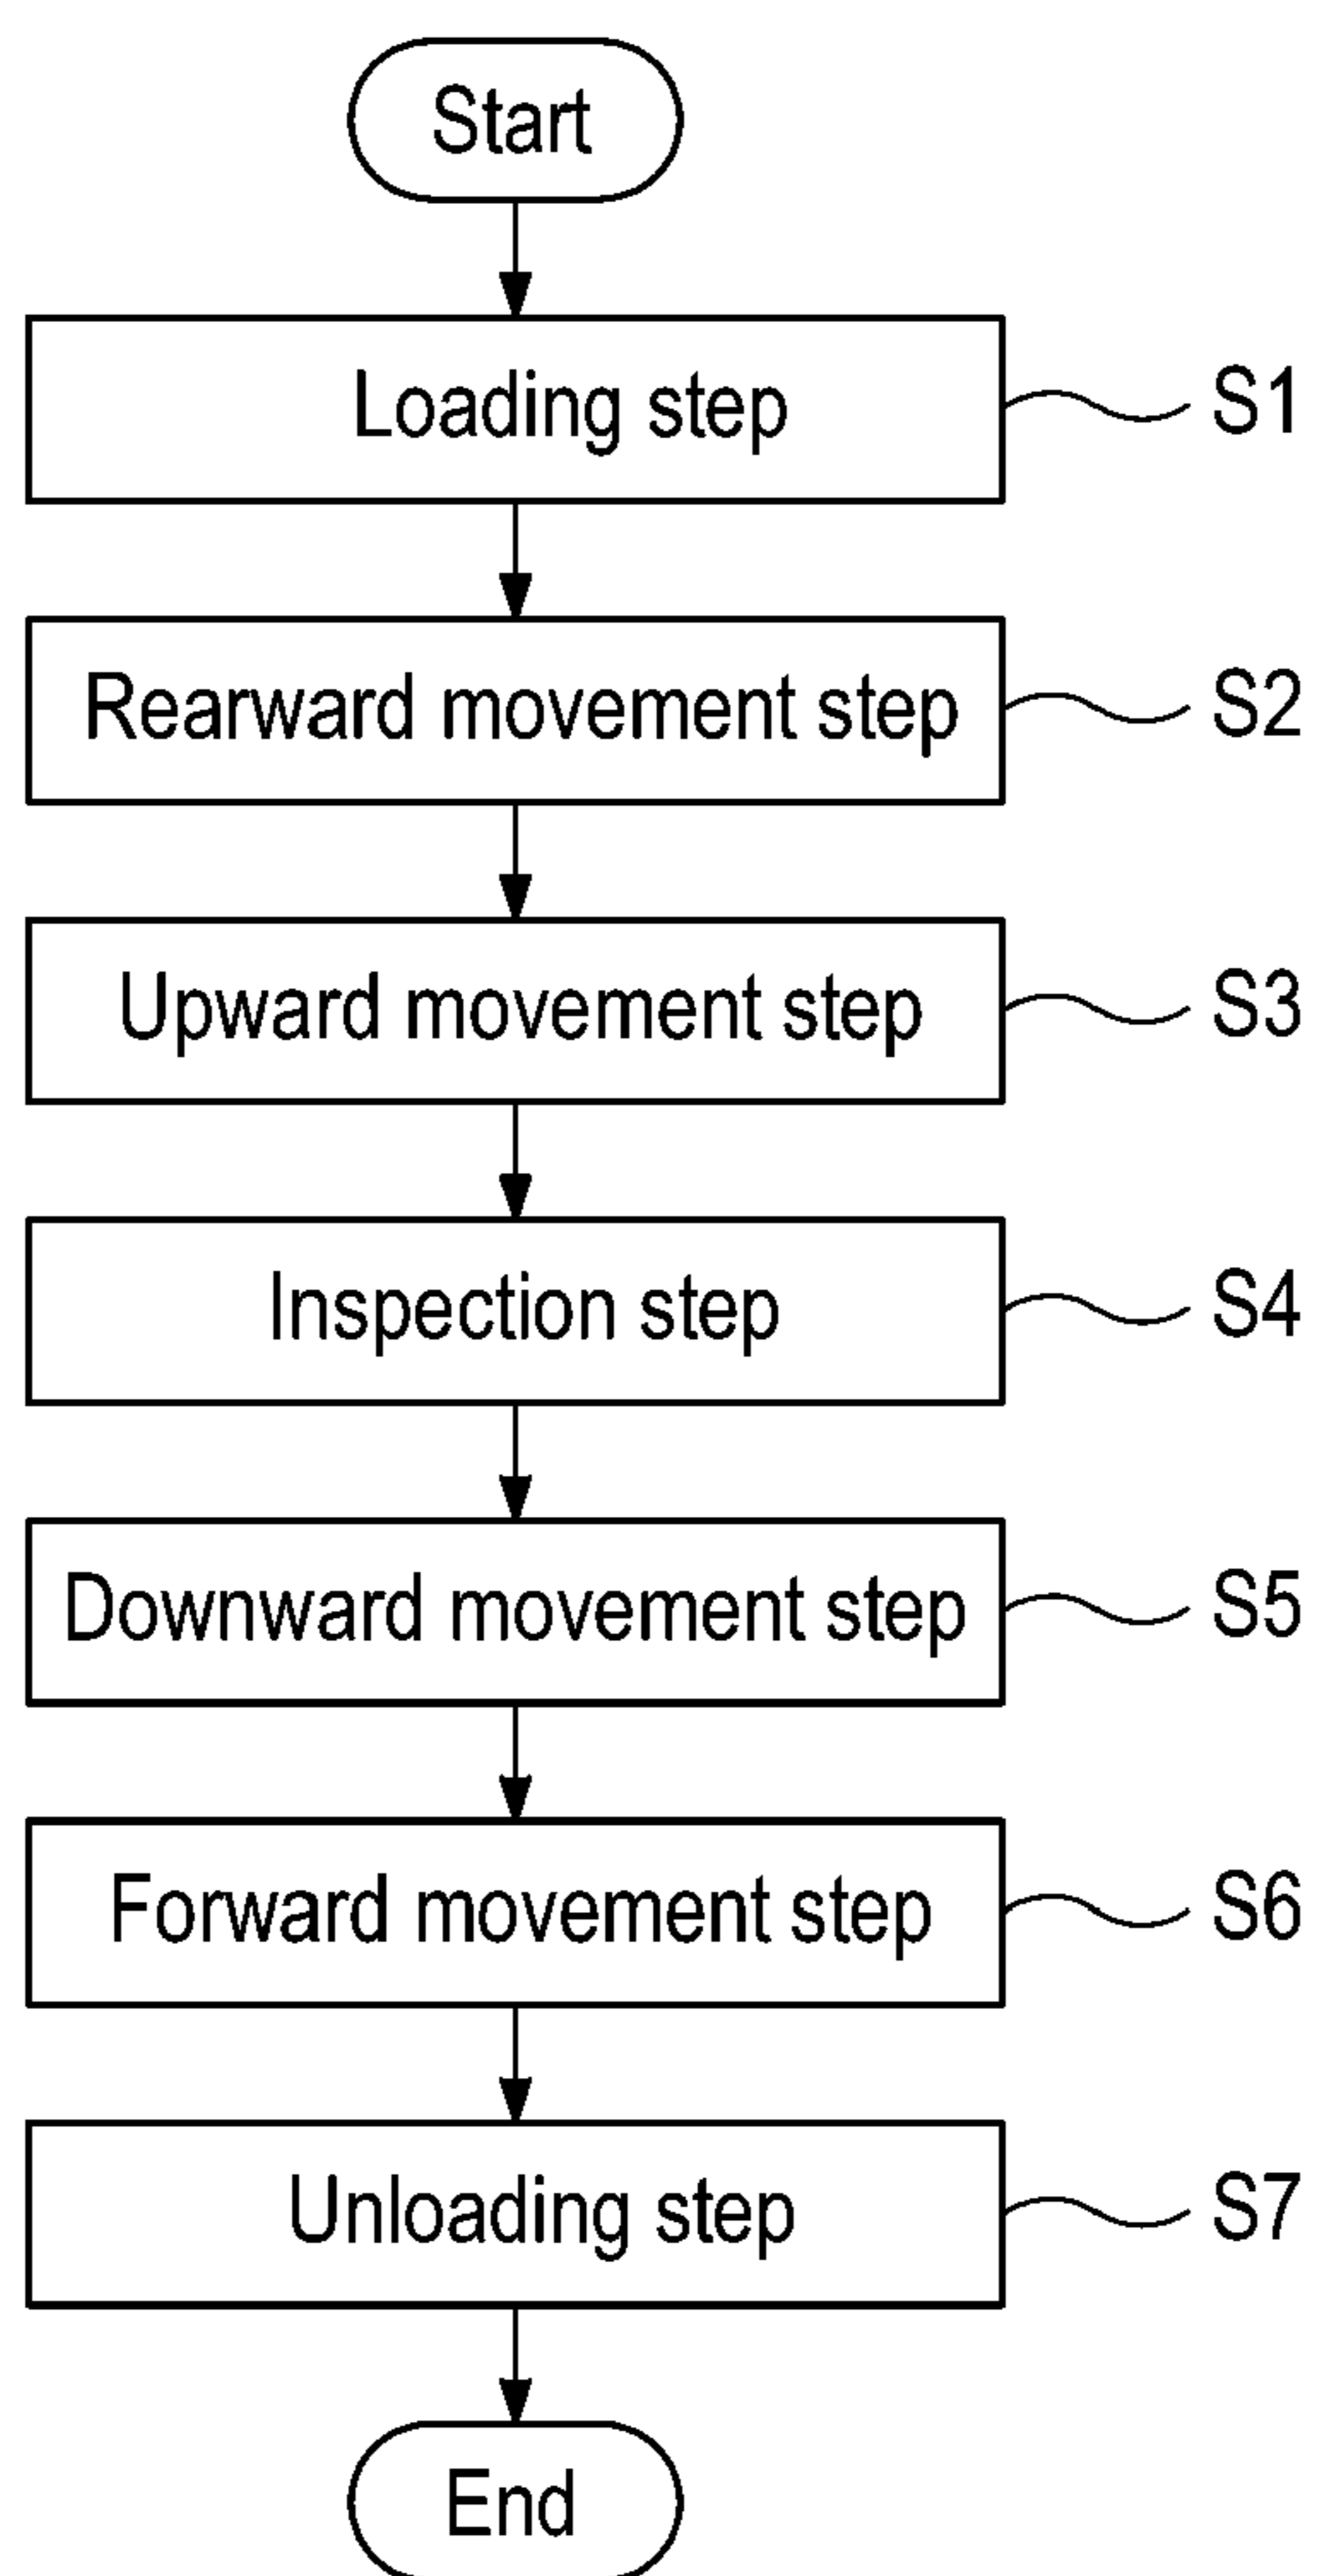 Start
Loading step S1
Rearward movement step S2
Upward movement step S3
Inspection step S4
Downward movement step S5
Forward movement step S6
Unloading step S7
End